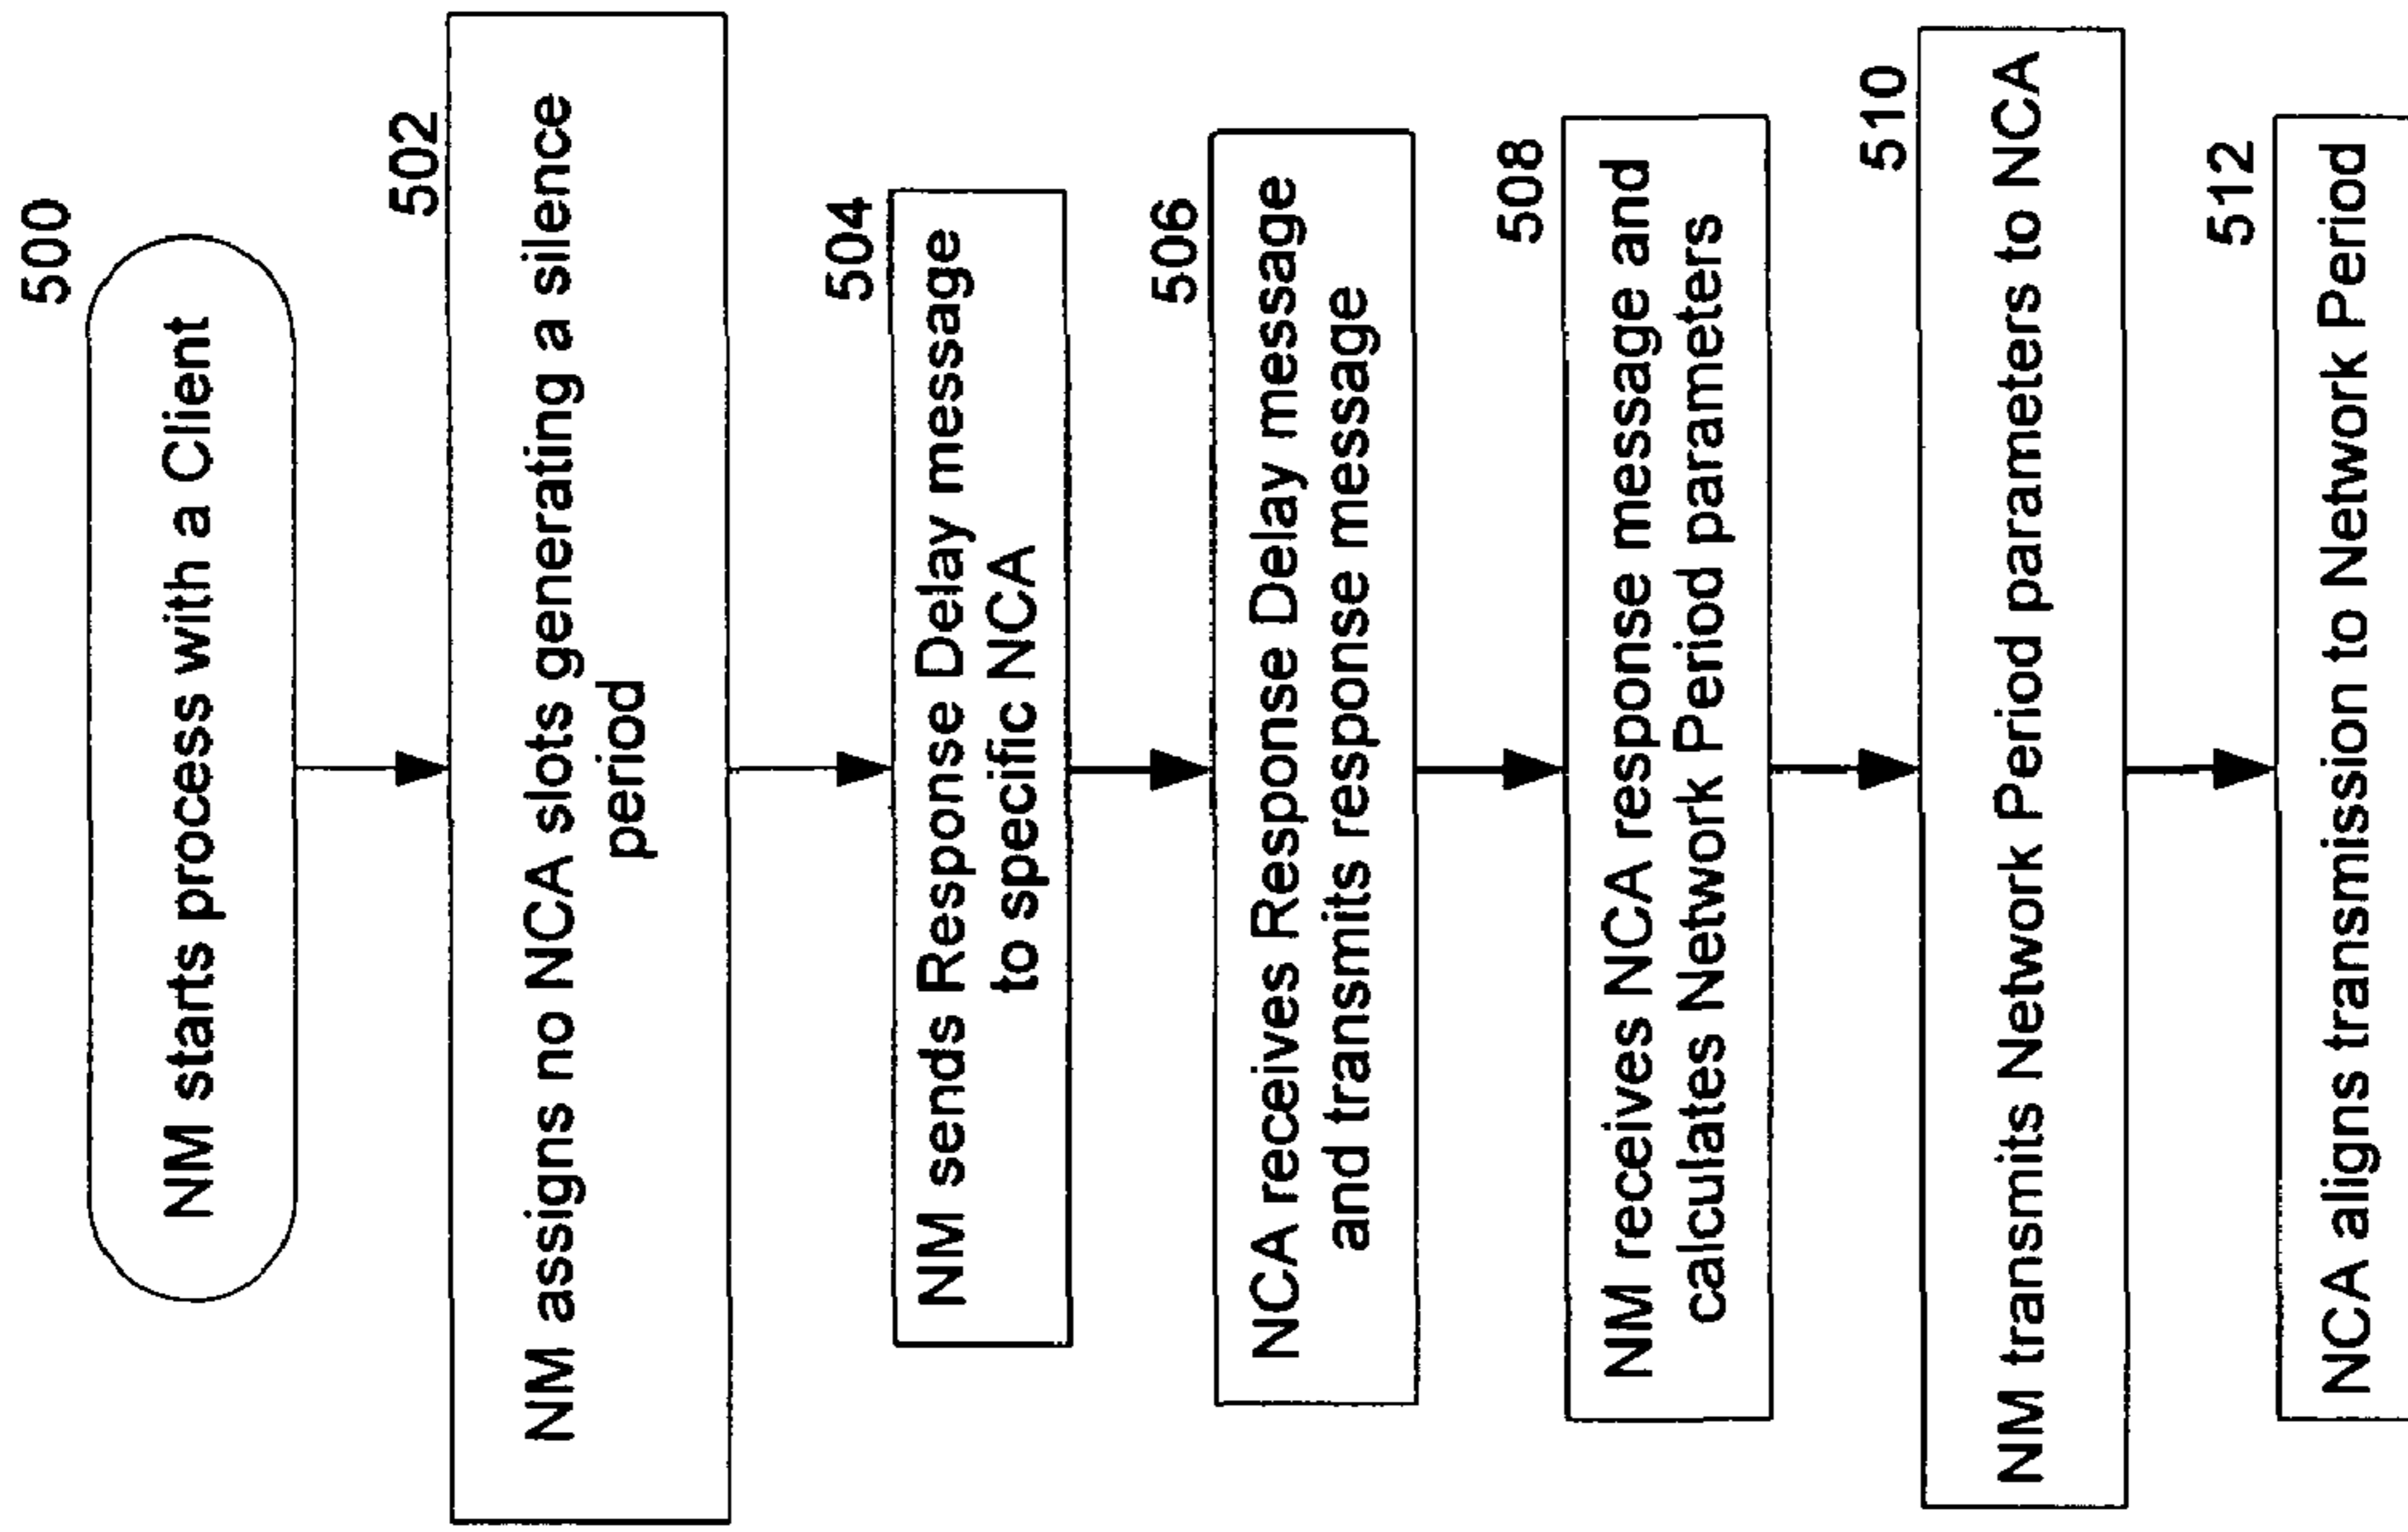 500
NM starts process with a Client
502
NM assigns no NCA slots generating a silence
period
504
NM sends Response Delay message
to specific NCA
506
NCA receives Response Delay message
and transmits response message
508
NM receives NCA response message and
calculates Network Period parameters
510
NM transmits Network Period parameters to NCA
512
NCA aligns transmission to Network Period